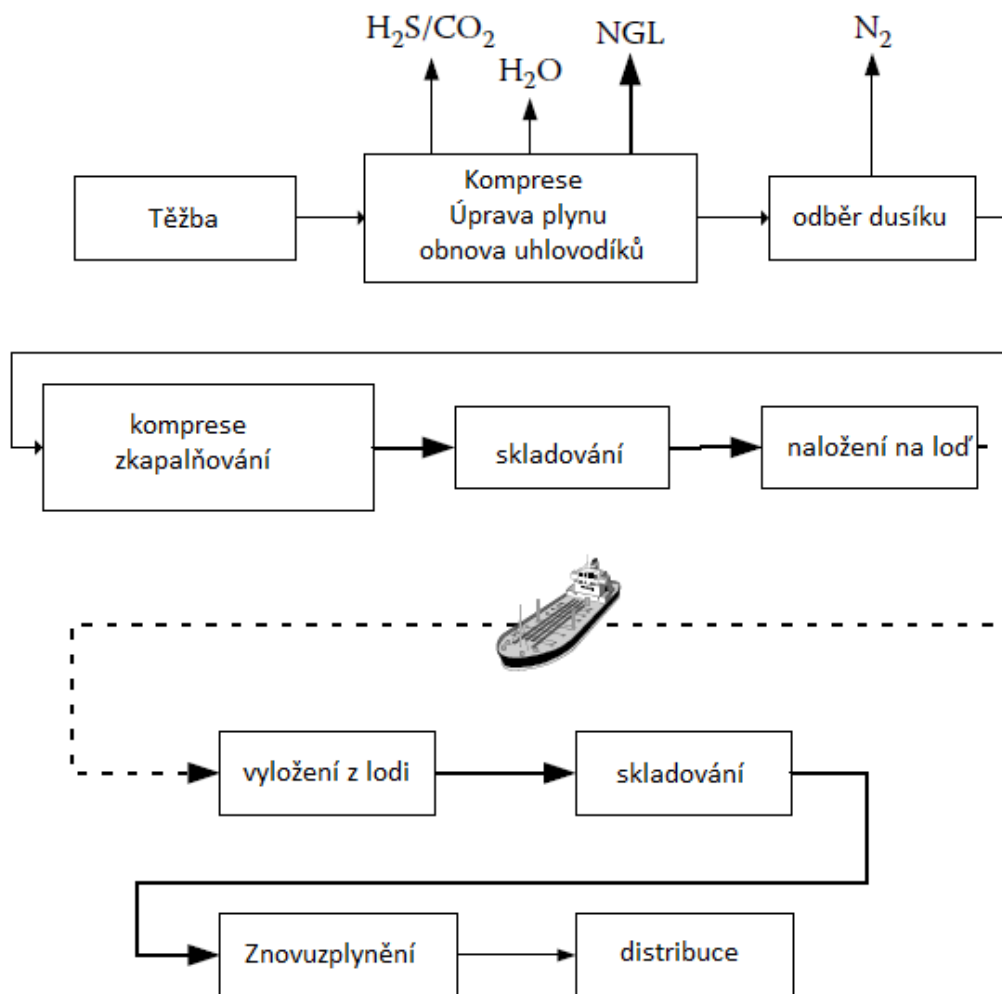 H₂S/CO₂
NGL
N₂
H₂O
Těžba
Komprese
Úprava plynu
obnova uhlovodíků
odběr dusíku
komprese
zkapalňování
skladování
naložení na loď
vyložení z lodi
skladování
Znovuzplynění
distribuce